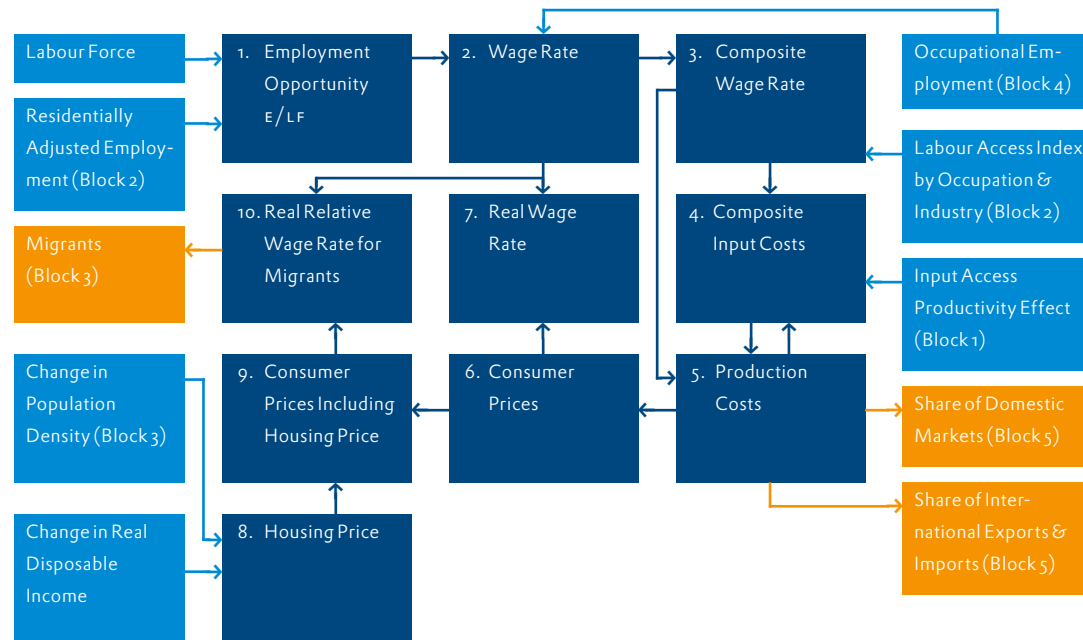 Labour Force
1. Employment
Opportunity
E/LF
2. Wage Rate
3. Composite
Wage Rate
Occupational Em-
ployment (Block 4)
Residentially
Adjusted Employ-
ment (Block 2)
Labour Access Index
by Occupation &
Industry (Block 2)
Migrants
(Block 3)
10. Real Relative
Wage Rate for
Migrants
7. Real Wage
Rate
4. Composite
Input Costs
Input Access
Productivity Effect
(Block 1)
Change in
Population
Density (Block 3)
9. Consumer
Prices Including
Housing Price
6. Consumer
Prices
5. Production
Costs
Share of Domestic
Markets (Block 5)
Change in Real
Disposable
Income
8. Housing Price
Share of Inter-
national Exports &
Imports (Block 5)